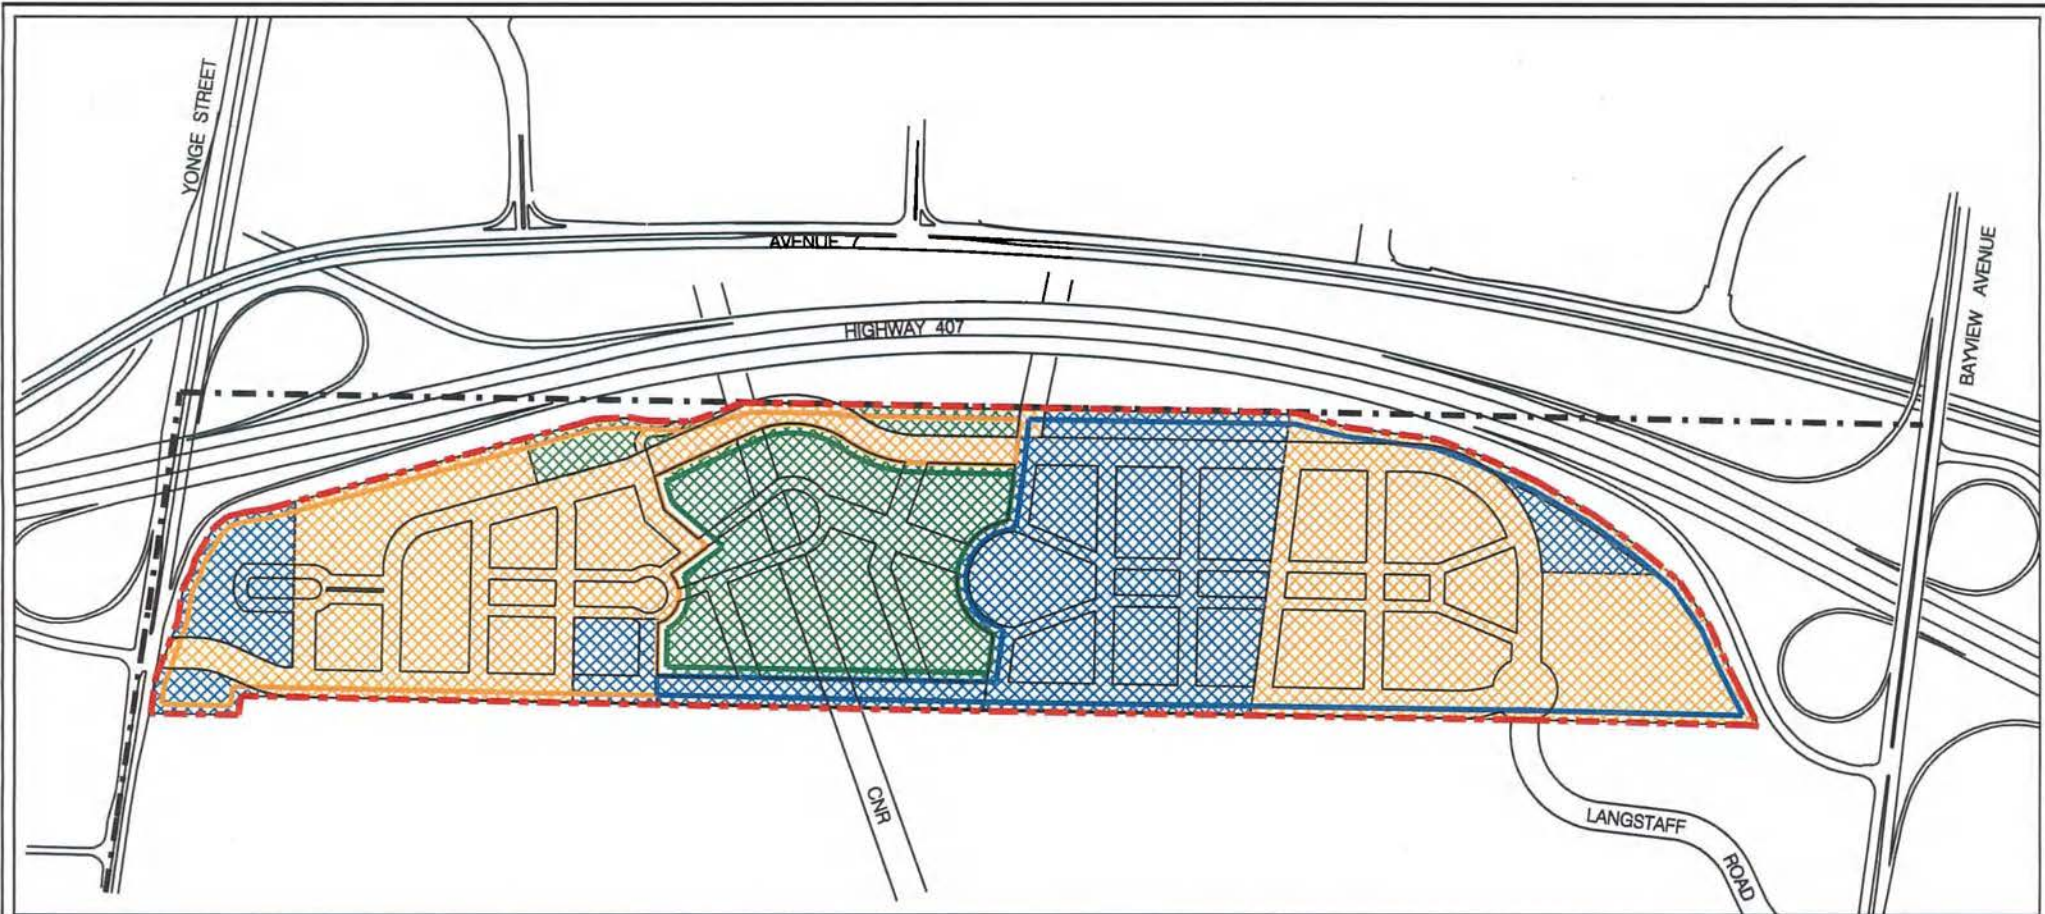 YONGE STREET
AVENUE 7
HIGHWAY 407
BAYVIEW AVENUE
CNR
LANGSTAFF
ROAD